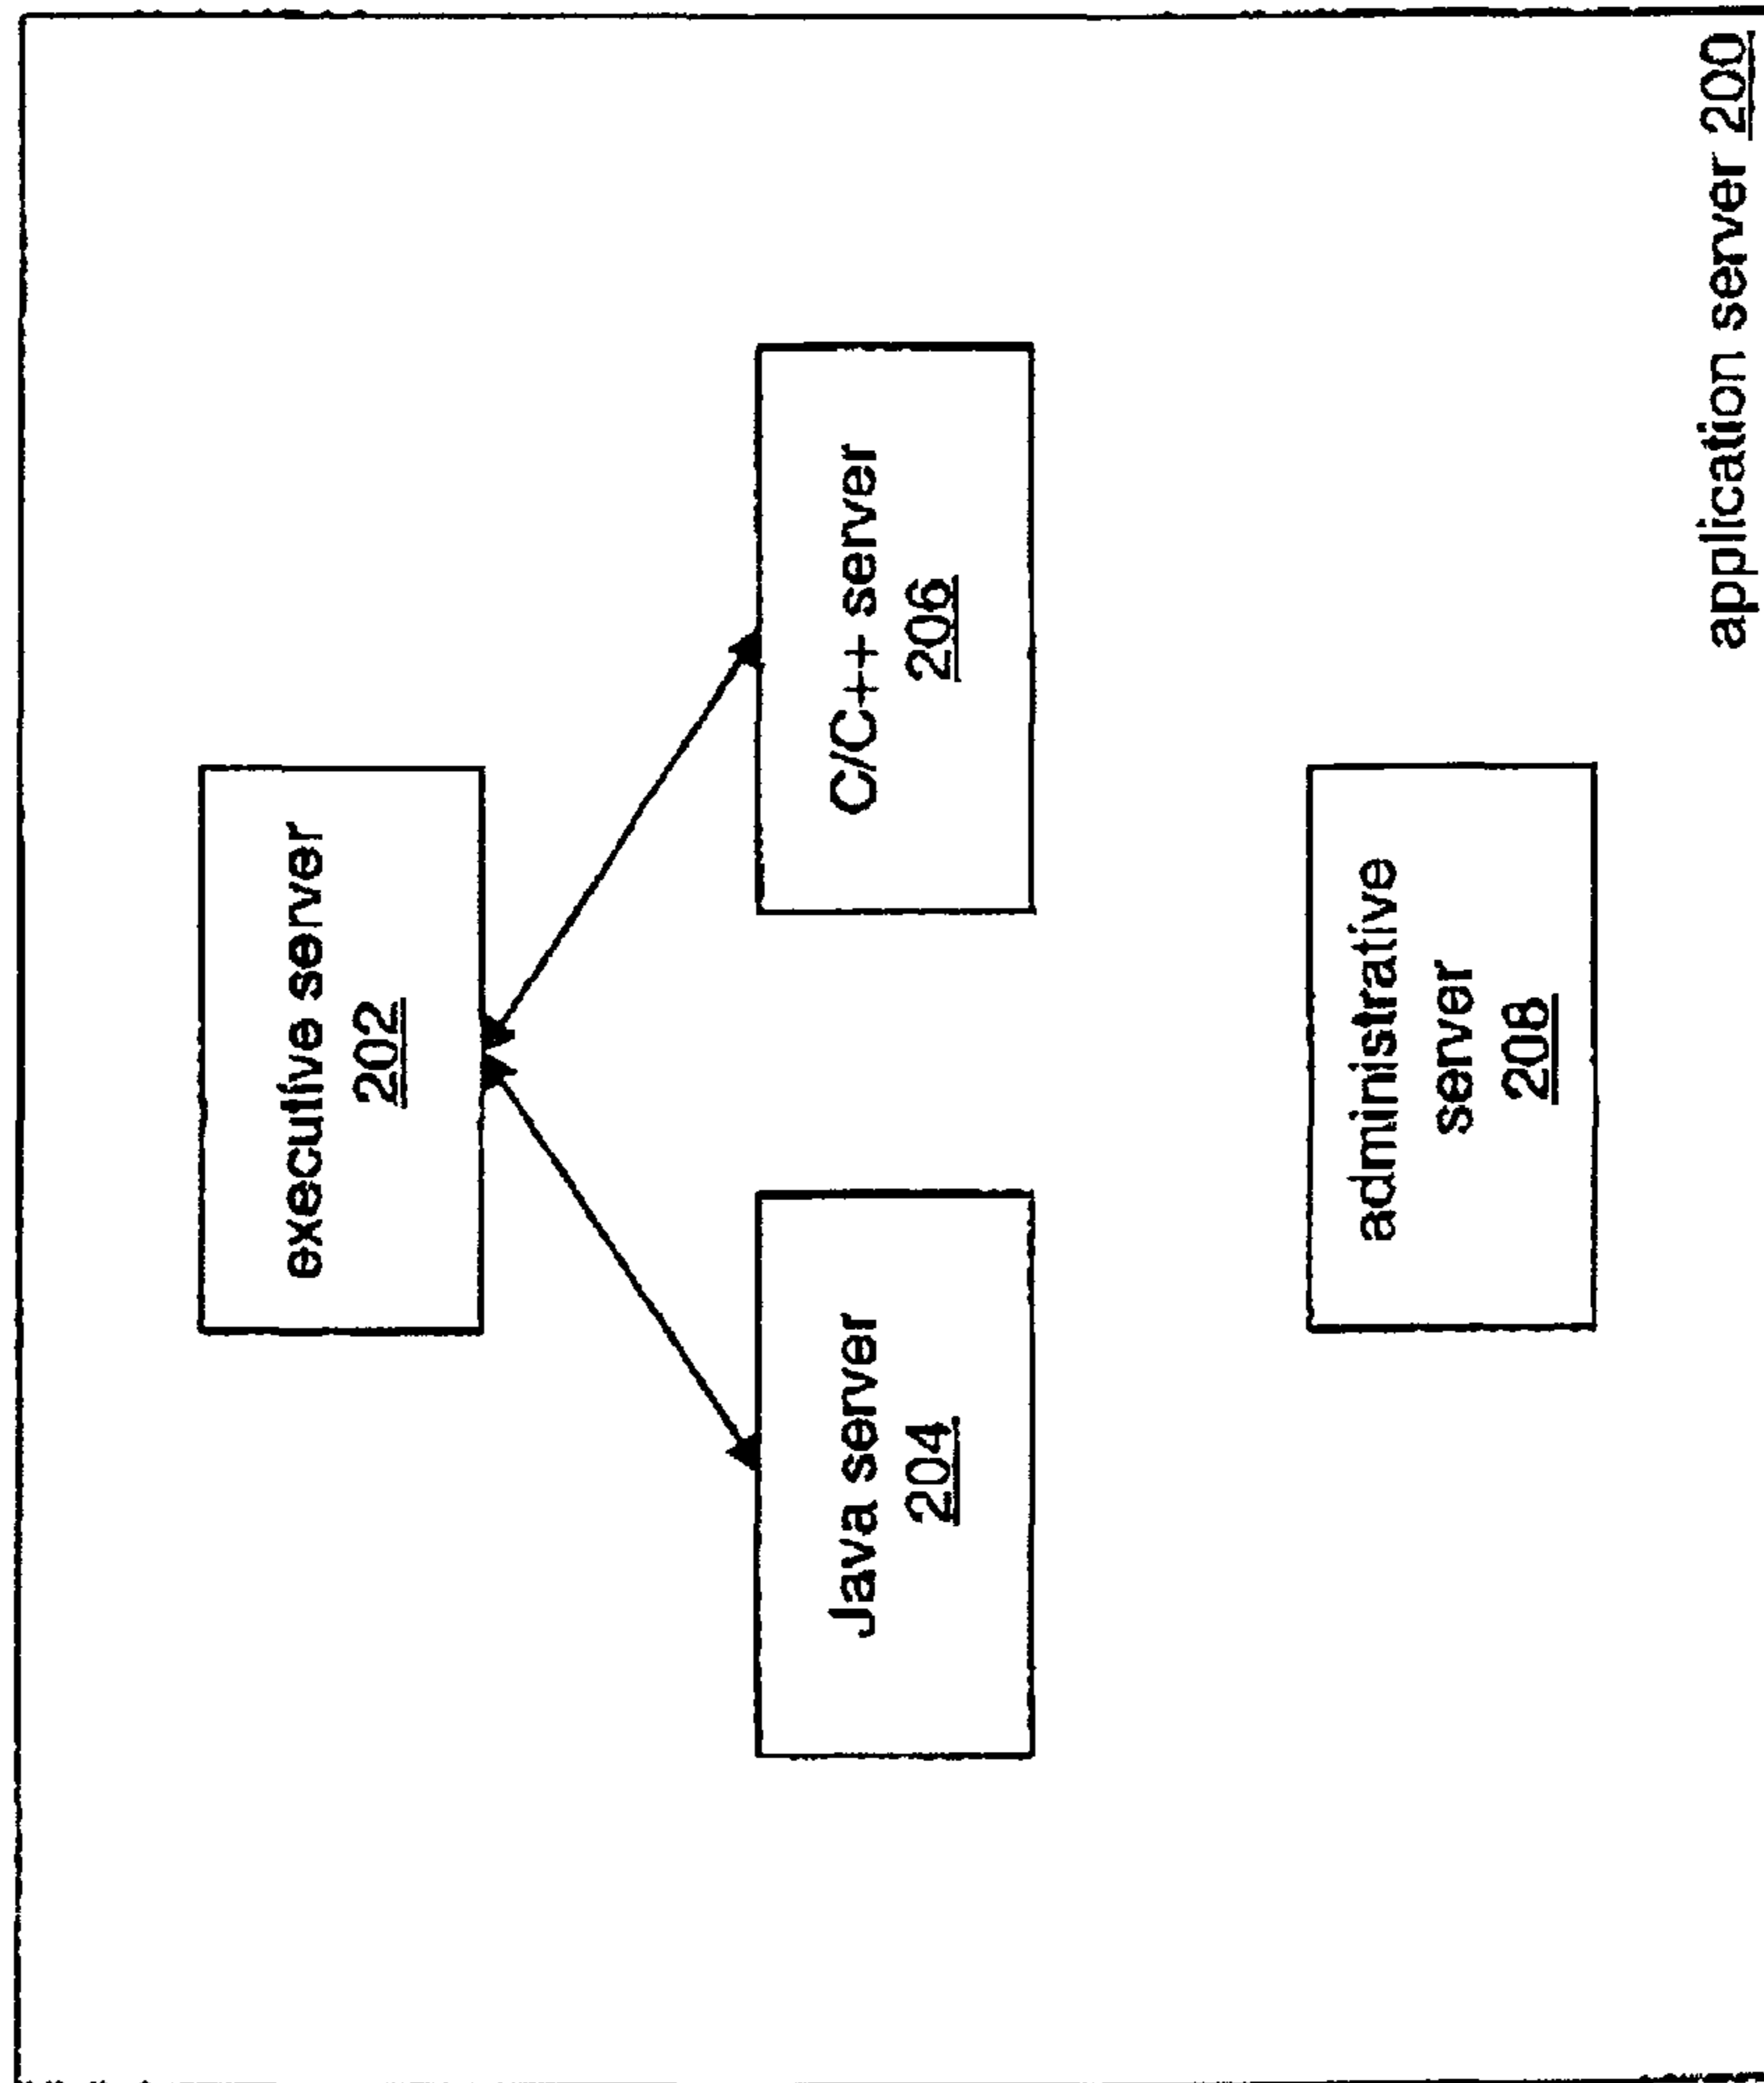 executive server
202
Java server
204
C/C++ server
206
administrative
server
208
application server 200